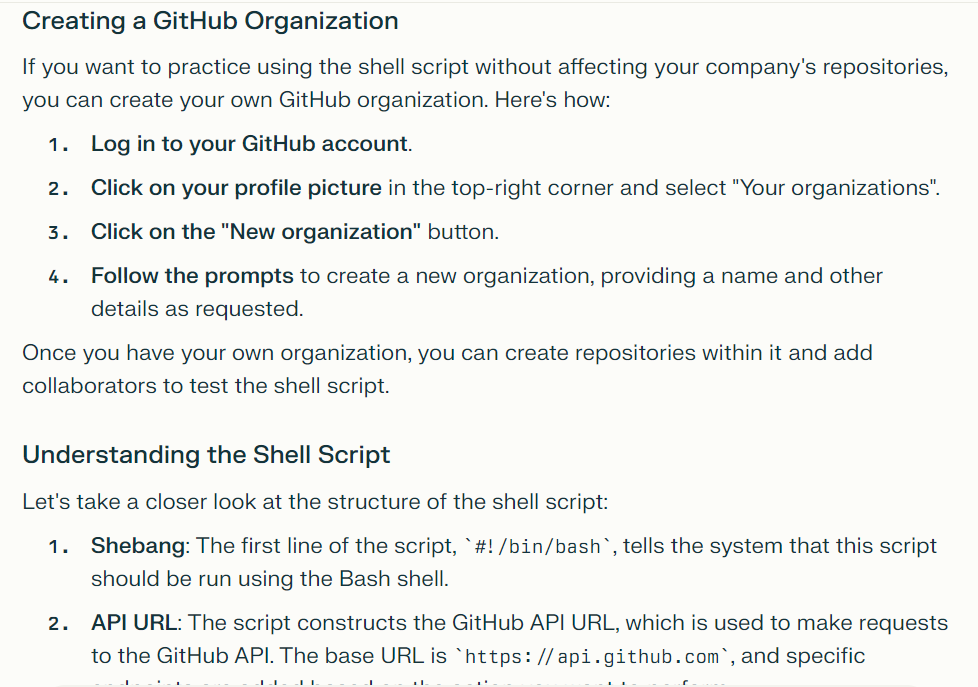 Creating a GitHub Organization
If you want to practice using the shell script without affecting your company's repositories,
you can create your own GitHub organization. Here's how:
1. Log in to your GitHub account.
2. Click on your profile picture in the top-right corner and select "Your organizations".
3. Click on the "New organization" button.
4. Follow the prompts to create a new organization, providing a name and other
details as requested.
Once you have your own organization, you can create repositories within it and add
collaborators to test the shell script.
Understanding the Shell Script
Let's take a closer look at the structure of the shell script:
1. Shebang: The first line of the script, `#!/bin/bash`, tells the system that this script
should be run using the Bash shell.
2. API URL: The script constructs the GitHub API URL, which is used to make requests
to the GitHub API. The base URL is `https://api.github.com`, and specific